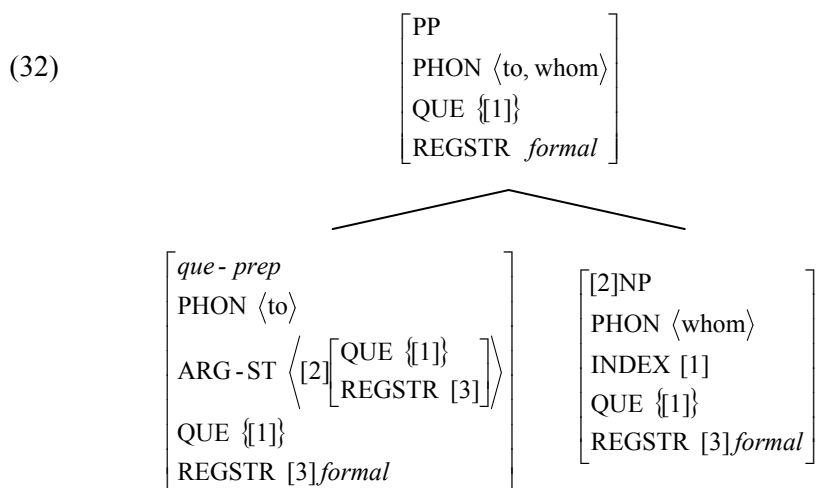 (32)
PP
PHON ⟨to, whom⟩
QUE {[1]}
REGSTR formal
que - prep
PHON ⟨to⟩
ARG - ST ⟨[2][QUE {[1]}
REGSTR [3]]⟩
QUE {[1]}
REGSTR [3] formal
[2]NP
PHON ⟨whom⟩
INDEX [1]
QUE {[1]}
REGSTR [3] formal